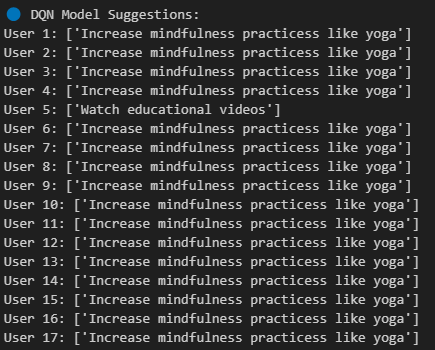 DQN Model Suggestions:
User 1: ['Increase mindfulness practicess like yoga']
User 2: ['Increase mindfulness practicess like yoga']
User 3: ['Increase mindfulness practicess like yoga']
User 4: ['Increase mindfulness practicess like yoga']
User 5: ['Watch educational videos']
User 6: ['Increase mindfulness practicess like yoga']
User 7: ['Increase mindfulness practicess like yoga']
User 8: ['Increase mindfulness practicess like yoga']
User 9: ['Increase mindfulness practicess like yoga']
User 10: ['Increase mindfulness practicess like yoga']
User 11: ['Increase mindfulness practicess like yoga']
User 12: ['Increase mindfulness practicess like yoga']
User 13: ['Increase mindfulness practicess like yoga']
User 14: ['Increase mindfulness practicess like yoga']
User 15: ['Increase mindfulness practicess like yoga']
User 16: ['Increase mindfulness practicess like yoga']
User 17: ['Increase mindfulness practicess like yoga']